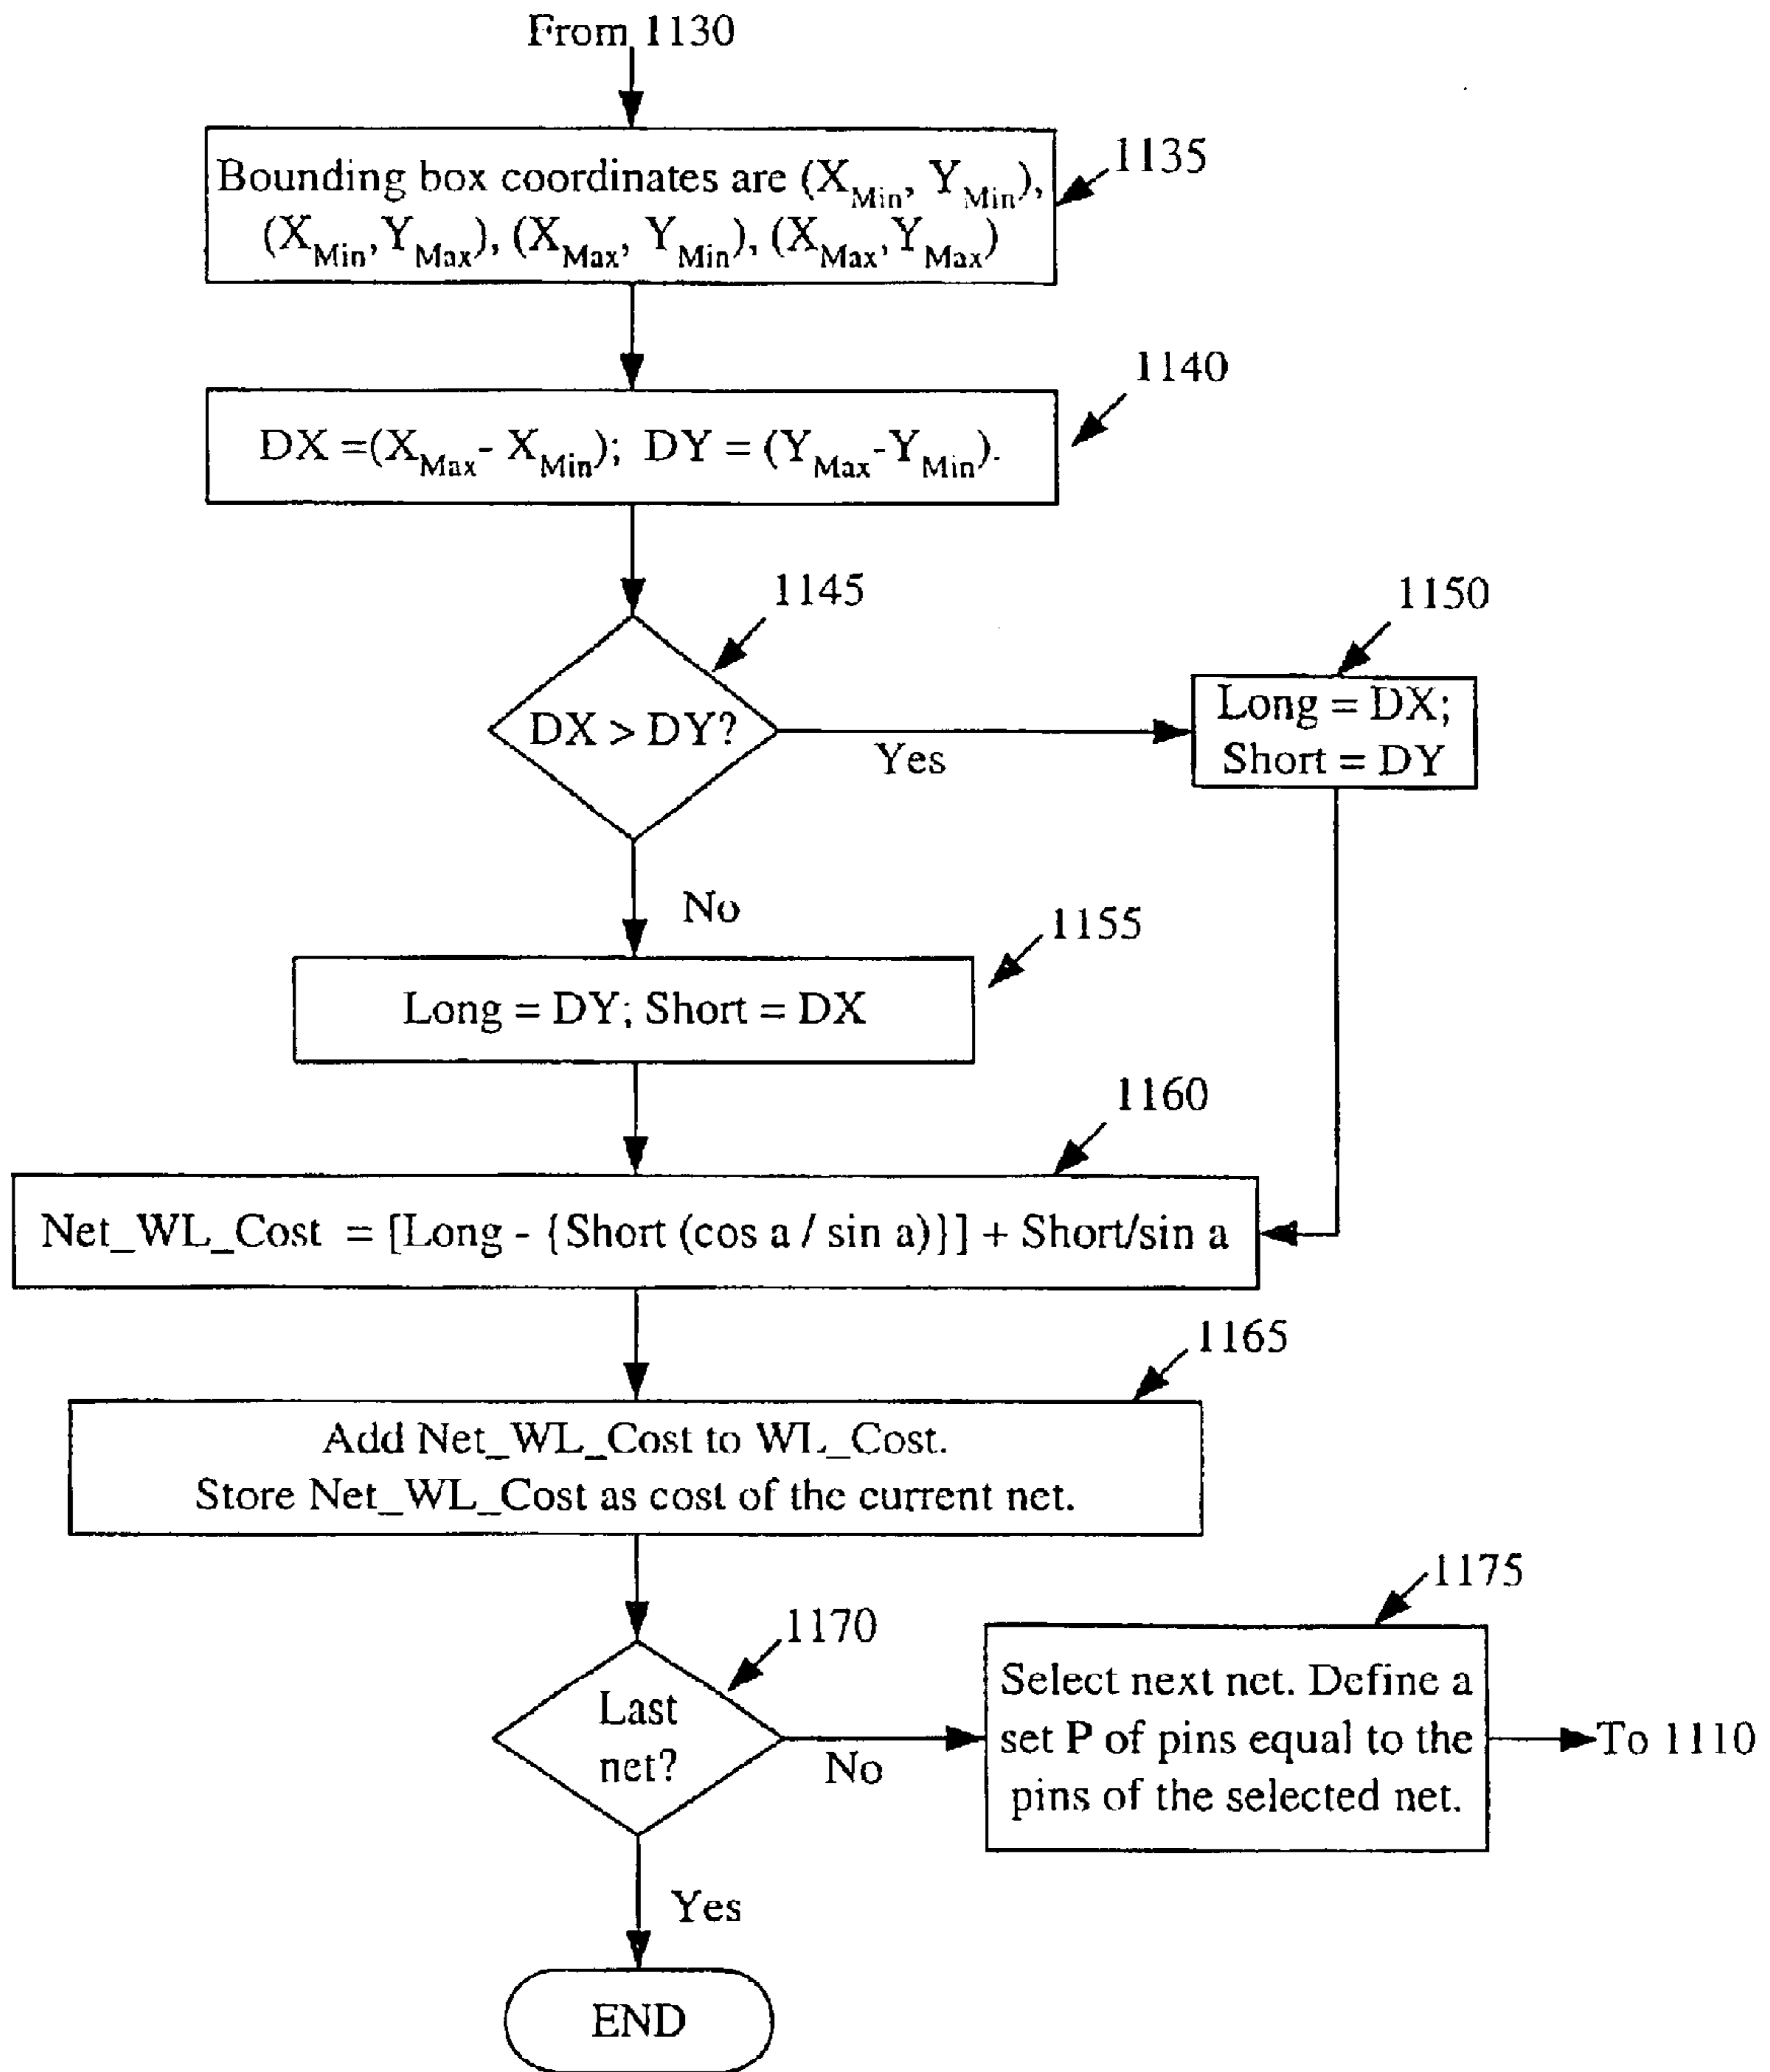 From 1130
1135
Bounding box coordinates are (X_Min, Y_Min),
(X_Min, Y_Max), (X_Max, Y_Min), (X_Max, Y_Max)
1140
DX =(X_Max - X_Min); DY = (Y_Max-Y_Min).
1145
1150
DX > DY?
Yes
Long = DX;
Short = DY
No
1155
Long = DY; Short = DX
1160
Net_WL_Cost = [Long - {Short (cos a / sin a)}] + Short/sin a
1165
Add Net_WL_Cost to WL_Cost.
Store Net_WL_Cost as cost of the current net.
1170
1175
Last
net?
No
Select next net. Define a
set P of pins equal to the
pins of the selected net.
To 1110
Yes
END